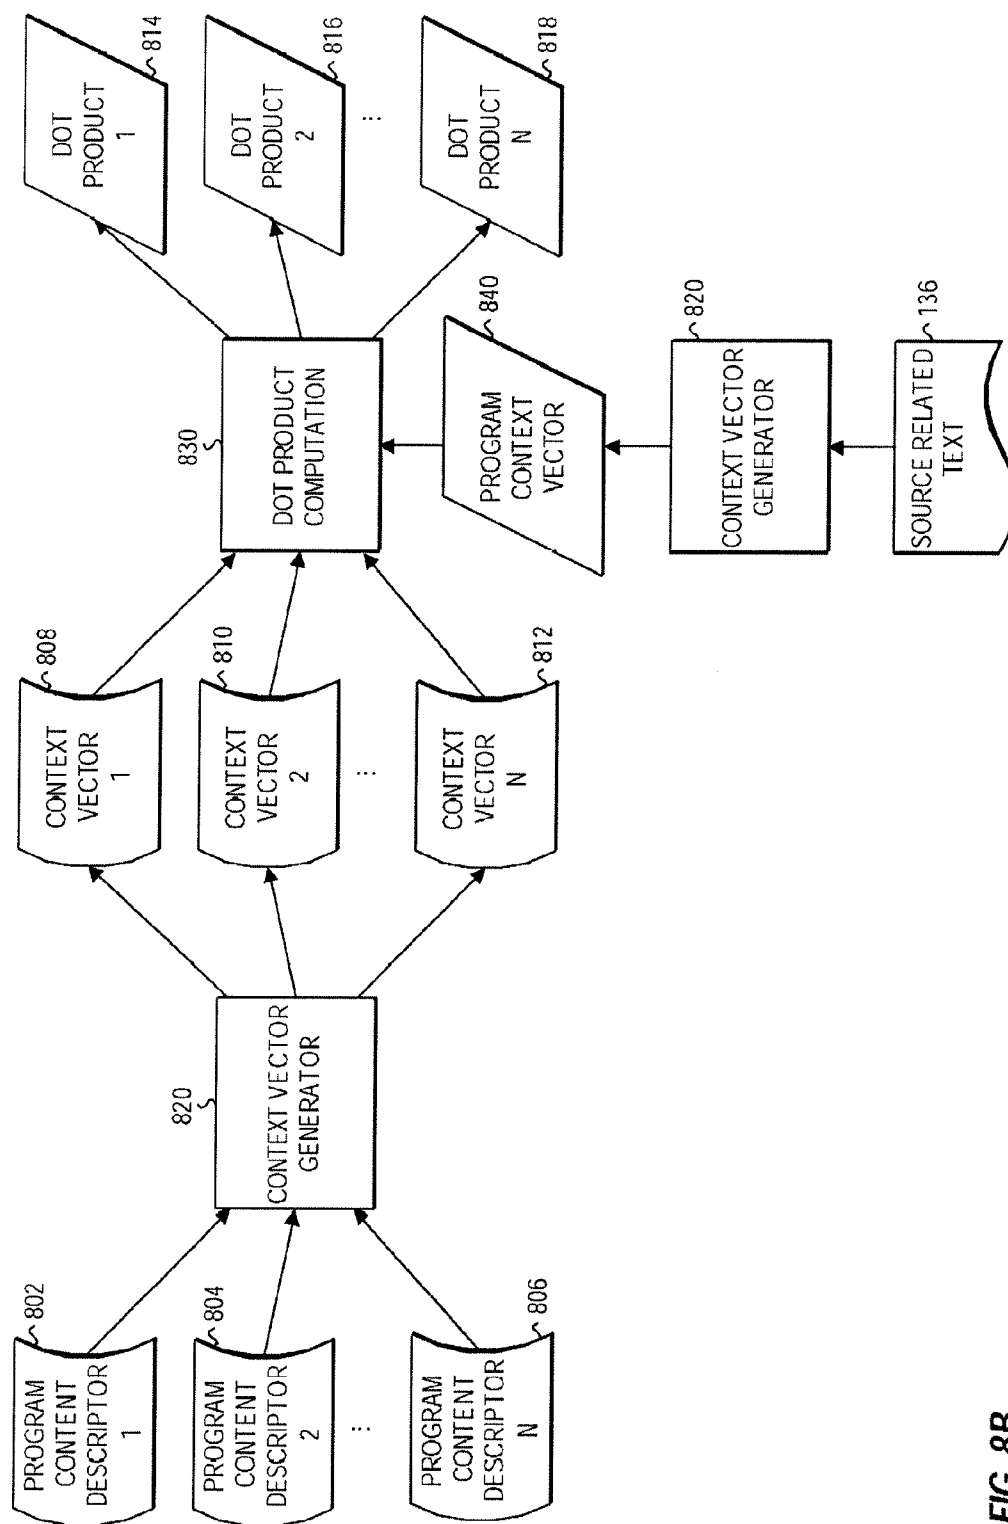 802
PROGRAM
CONTENT
DESCRIPTOR
1
804
PROGRAM
CONTENT
DESCRIPTOR
2
...
806
PROGRAM
CONTENT
DESCRIPTOR
N
820
CONTEXT VECTOR
GENERATOR
808
CONTEXT
VECTOR
1
810
CONTEXT
VECTOR
2
...
812
CONTEXT
VECTOR
N
830
DOT PRODUCT
COMPUTATION
814
DOT
PRODUCT
1
816
DOT
PRODUCT
2
...
818
DOT
PRODUCT
N
840
PROGRAM
CONTEXT
VECTOR
820
CONTEXT VECTOR
GENERATOR
136
SOURCE RELATED
TEXT
FIG. 8B